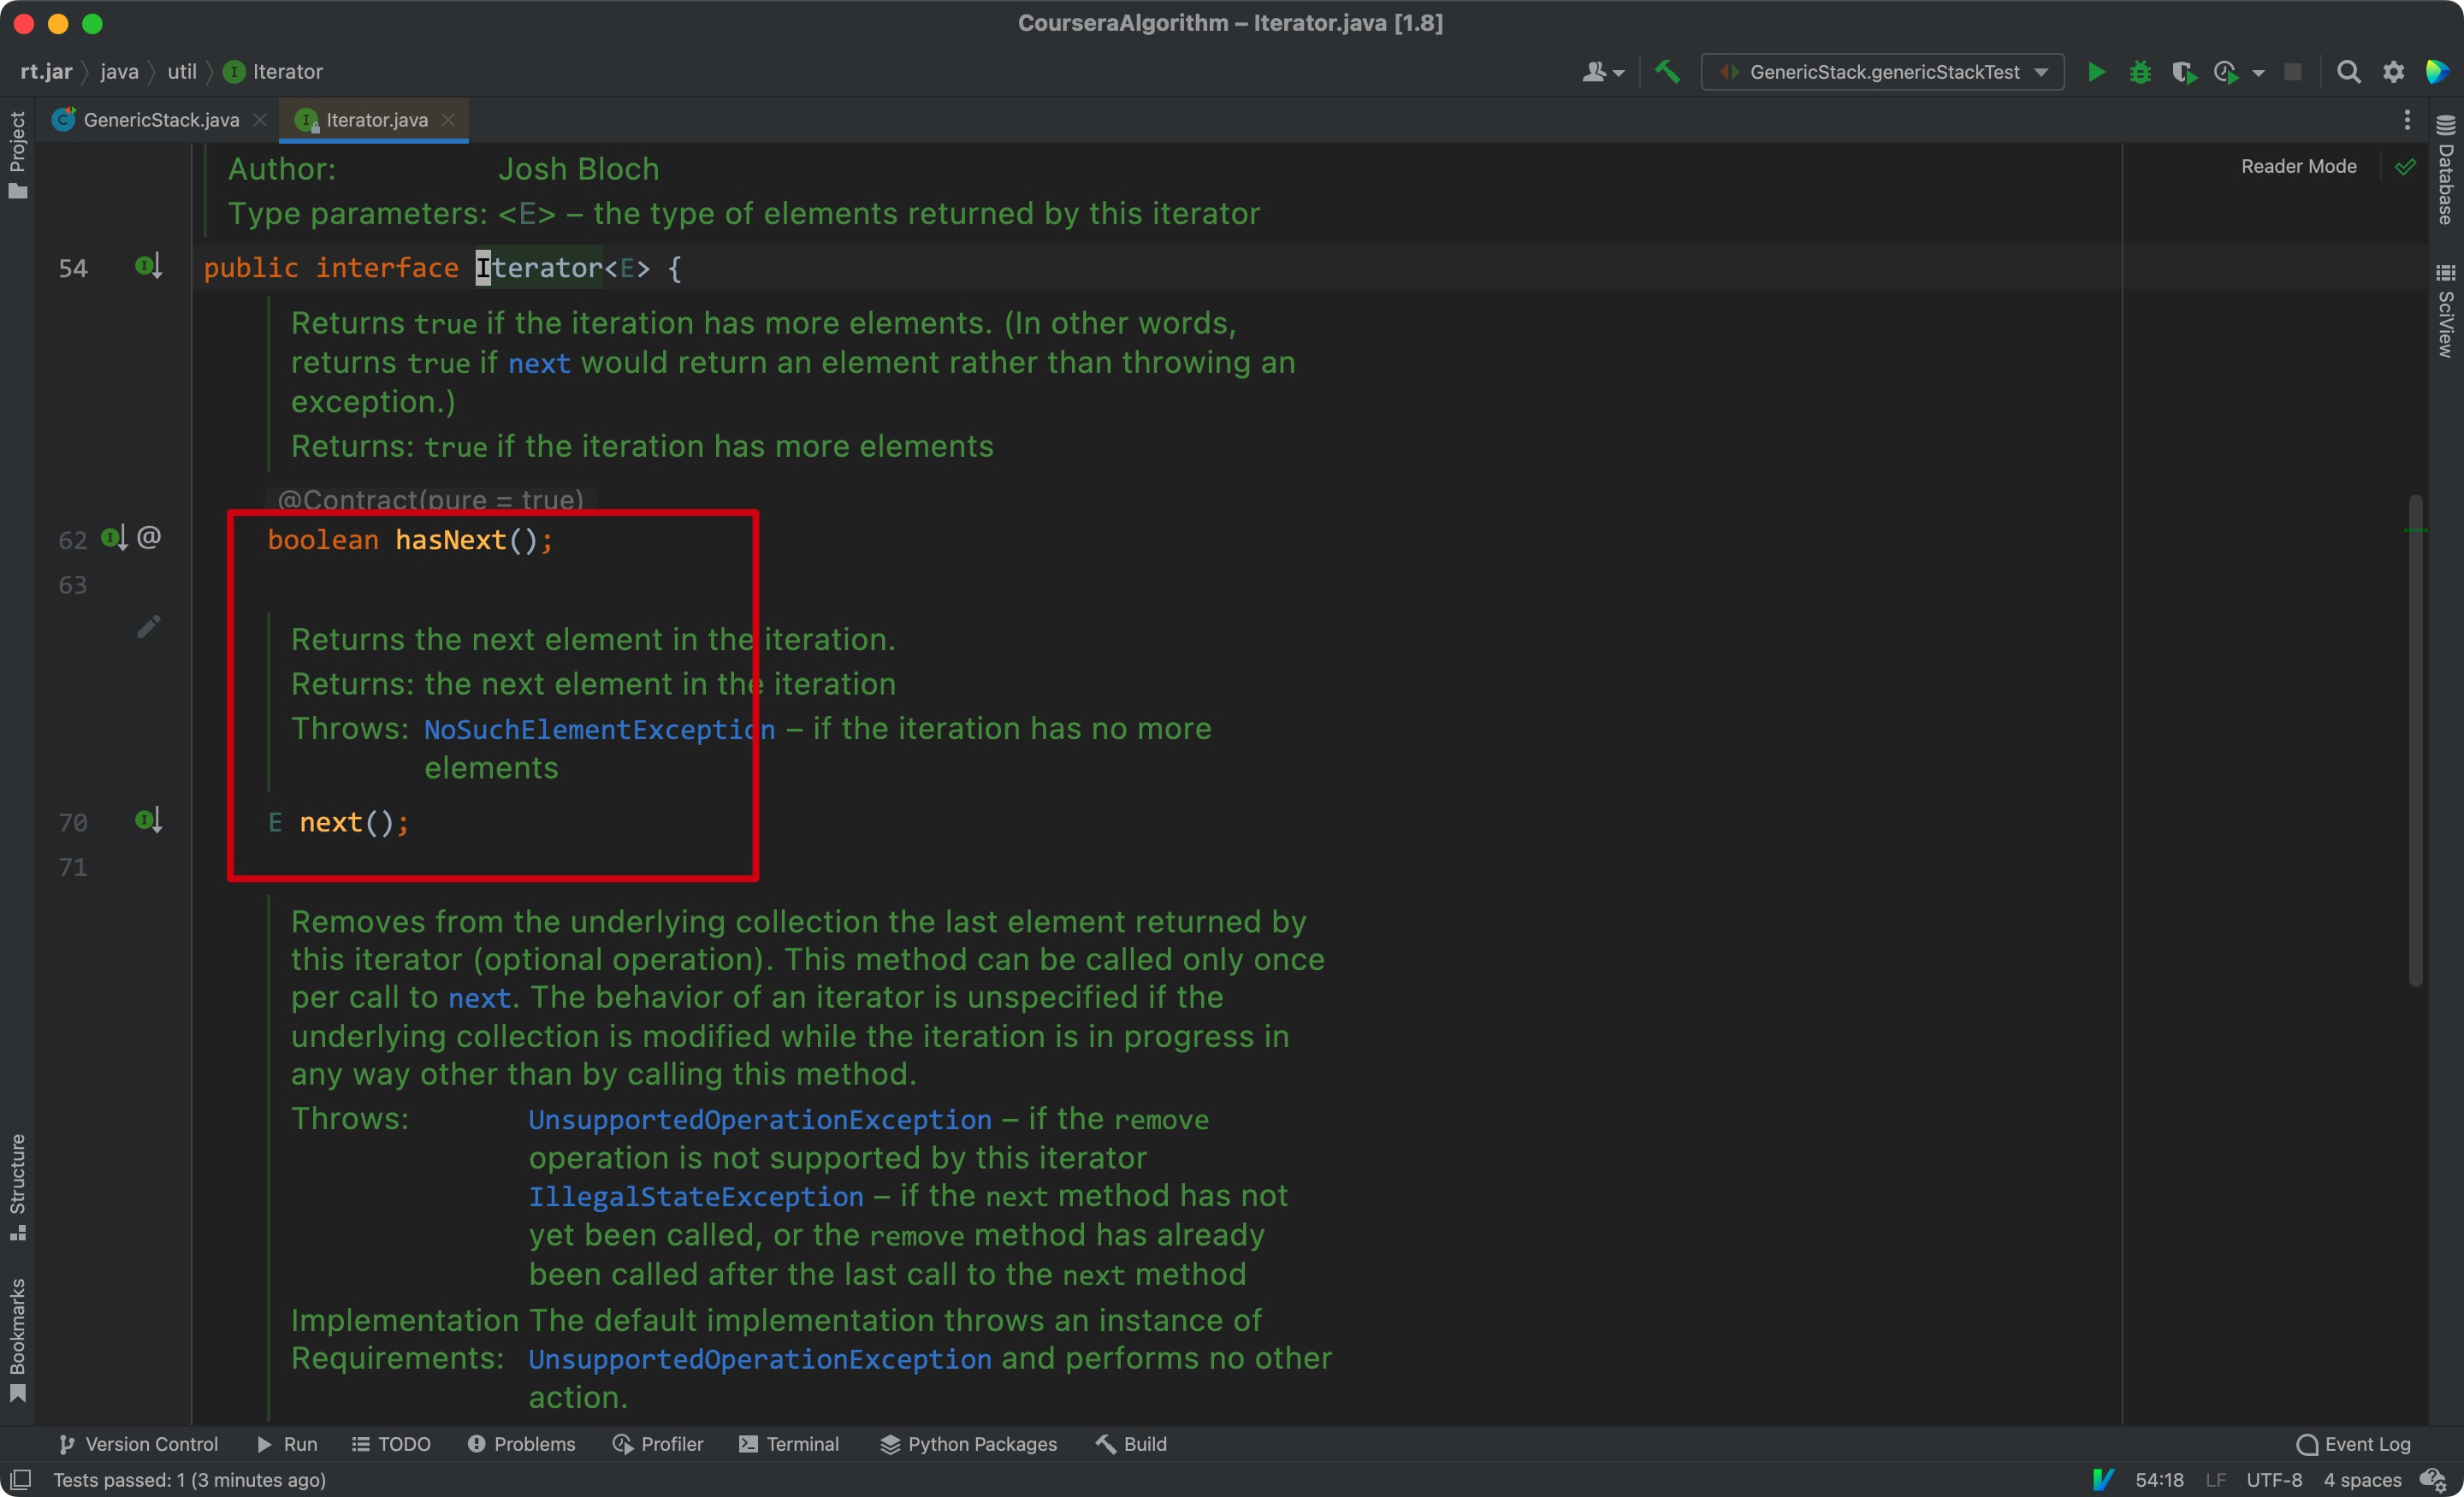 CourseraAlgorithm – Iterator.java [1.8]
rt.jar java util I Iterator
GenericStack.genericStackTest
Project
C GenericStack.java
I Iterator.java
Database
SciView
Reader Mode
Author: Josh Bloch
Type parameters: <E> – the type of elements returned by this iterator
54 public interface Iterator<E> {
Returns true if the iteration has more elements. (In other words,
returns true if next would return an element rather than throwing an
exception.)
Returns: true if the iteration has more elements
@Contract(pure = true)
62 @ boolean hasNext();
63
Returns the next element in the iteration.
Returns: the next element in the iteration
Throws: NoSuchElementException – if the iteration has no more
elements
70 E next();
71
Removes from the underlying collection the last element returned by
this iterator (optional operation). This method can be called only once
per call to next. The behavior of an iterator is unspecified if the
underlying collection is modified while the iteration is in progress in
any way other than by calling this method.
Throws: UnsupportedOperationException – if the remove
operation is not supported by this iterator
IllegalStateException – if the next method has not
yet been called, or the remove method has already
been called after the last call to the next method
Implementation The default implementation throws an instance of
Requirements: UnsupportedOperationException and performs no other
action.
Structure
Bookmarks
Version Control Run TODO Problems Profiler Terminal Python Packages Build Event Log
Tests passed: 1 (3 minutes ago) 54:18 LF UTF-8 4 spaces